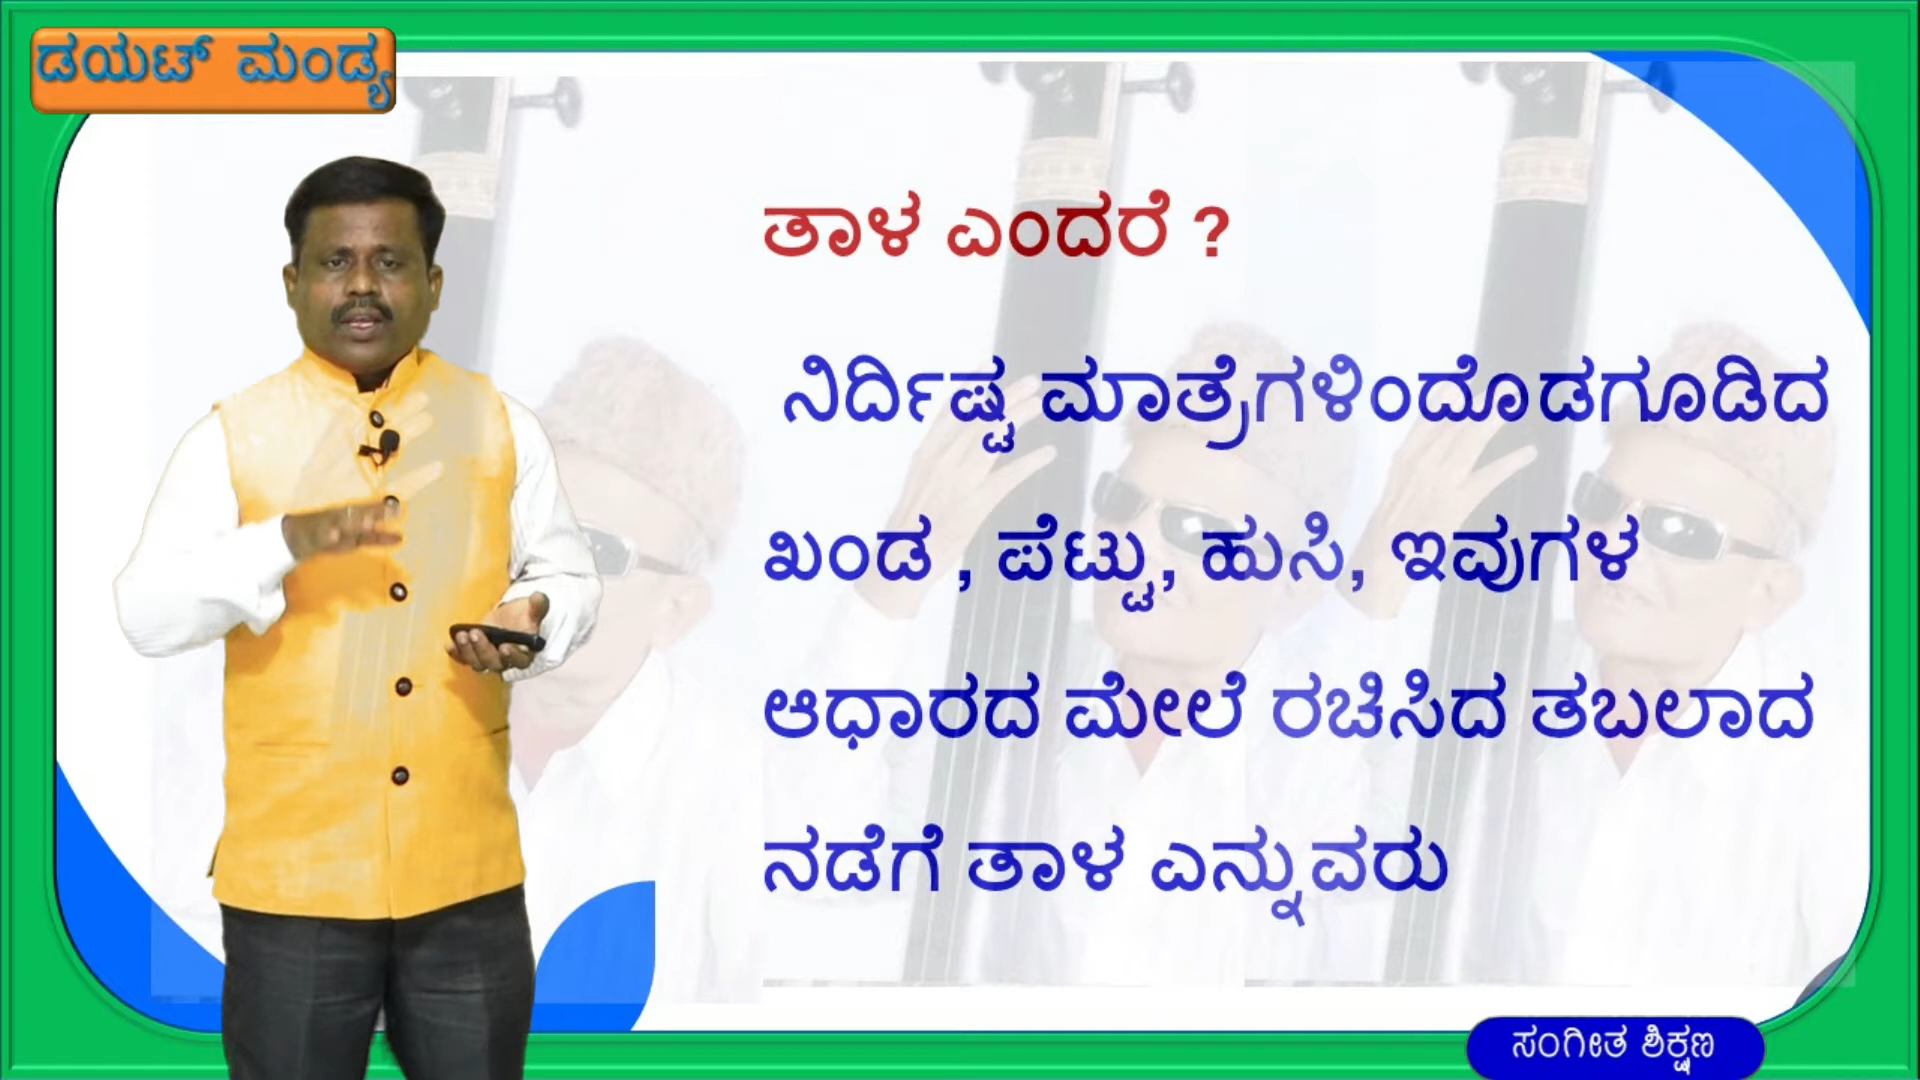 ಡಯಟ್ ಮಂಡ್ಯ
ತಾಳ ಎಂದರೆ ?
ನಿರ್ದಿಷ್ಟ ಮಾತ್ರೆಗಳಿಂದೊಡಗೂಡಿದ
ಖಂಡ , ಪೆಟ್ಟು, ಹುಸಿ, ಇವುಗಳ
ಆಧಾರದ ಮೇಲೆ ರಚಿಸಿದ ತಬಲಾದ
ನಡೆಗೆ ತಾಳ ಎನ್ನುವರು
ಸಂಗೀತ ಶಿಕ್ಷಣ